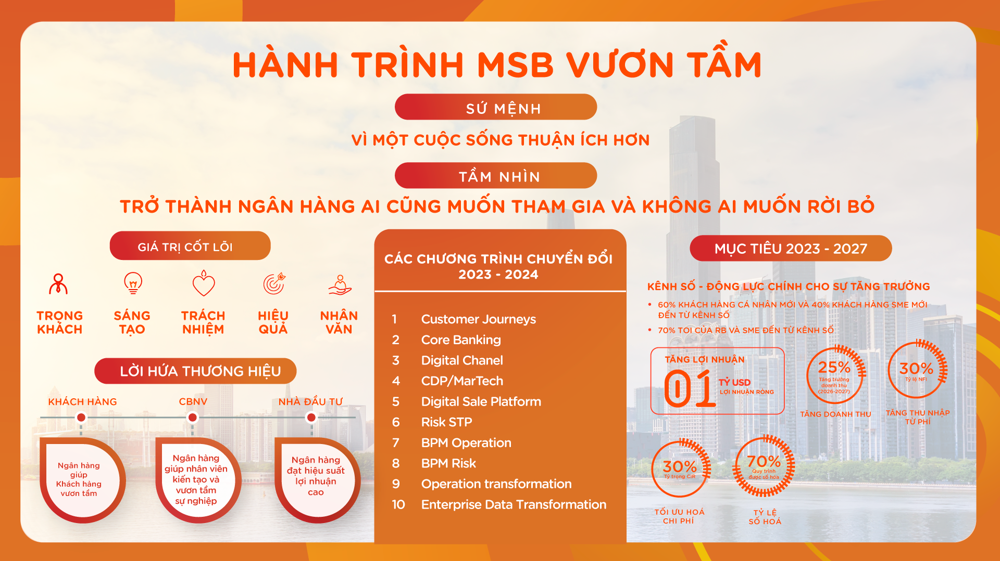 HÀNH TRÌNH MSB VƯƠN TẦM
SỨ MỆNH
VÌ MỘT CUỘC SỐNG THUẬN ÍCH HƠN
TẦM NHÌN
TRỞ THÀNH NGÂN HÀNG AI CŨNG MUỐN THAM GIA VÀ KHÔNG AI MUỐN RỜI BỎ
GIÁ TRỊ CỐT LÕI
TRỌNG
KHÁCH
SÁNG
TẠO
TRÁCH
NHIỆM
HIỆU
QUẢ
NHÂN
VĂN
LỜI HỨA THƯƠNG HIỆU
KHÁCH HÀNG
Ngân hàng
giúp
Khách hàng
vươn tầm
CBNV
Ngân hàng
giúp nhân viên
kiến tạo và
vươn tầm
sự nghiệp
NHÀ ĐẦU TƯ
Ngân hàng
đạt hiệu suất
lợi nhuận
cao
CÁC CHƯƠNG TRÌNH CHUYỂN ĐỔI
2023 - 2024
1 Customer Journeys
2 Core Banking
3 Digital Chanel
4 CDP/MarTech
5 Digital Sale Platform
6 Risk STP
7 BPM Operation
8 BPM Risk
9 Operation transformation
10 Enterprise Data Transformation
MỤC TIÊU 2023 - 2027
KÊNH SỐ - ĐỘNG LỰC CHÍNH CHO SỰ TĂNG TRƯỞNG
• 60% KHÁCH HÀNG CÁ NHÂN MỚI VÀ 40% KHÁCH HÀNG SME MỚI
ĐẾN TỪ KÊNH SỐ
• 70% TOI CỦA RB VÀ SME ĐẾN TỪ KÊNH SỐ
TĂNG LỢI NHUẬN
01
TỶ USD
LỢI NHUẬN RÒNG
25%
Tăng trưởng
doanh thu
(2026-2027)
TĂNG DOANH THU
30%
Tỷ lệ NFI
TĂNG THU NHẬP
TỪ PHÍ
30%
Tỷ trọng CIR
TỐI ƯU HOÁ
CHI PHÍ
70%
Quy trình
được số hóa
TỶ LỆ
SỐ HOÁ